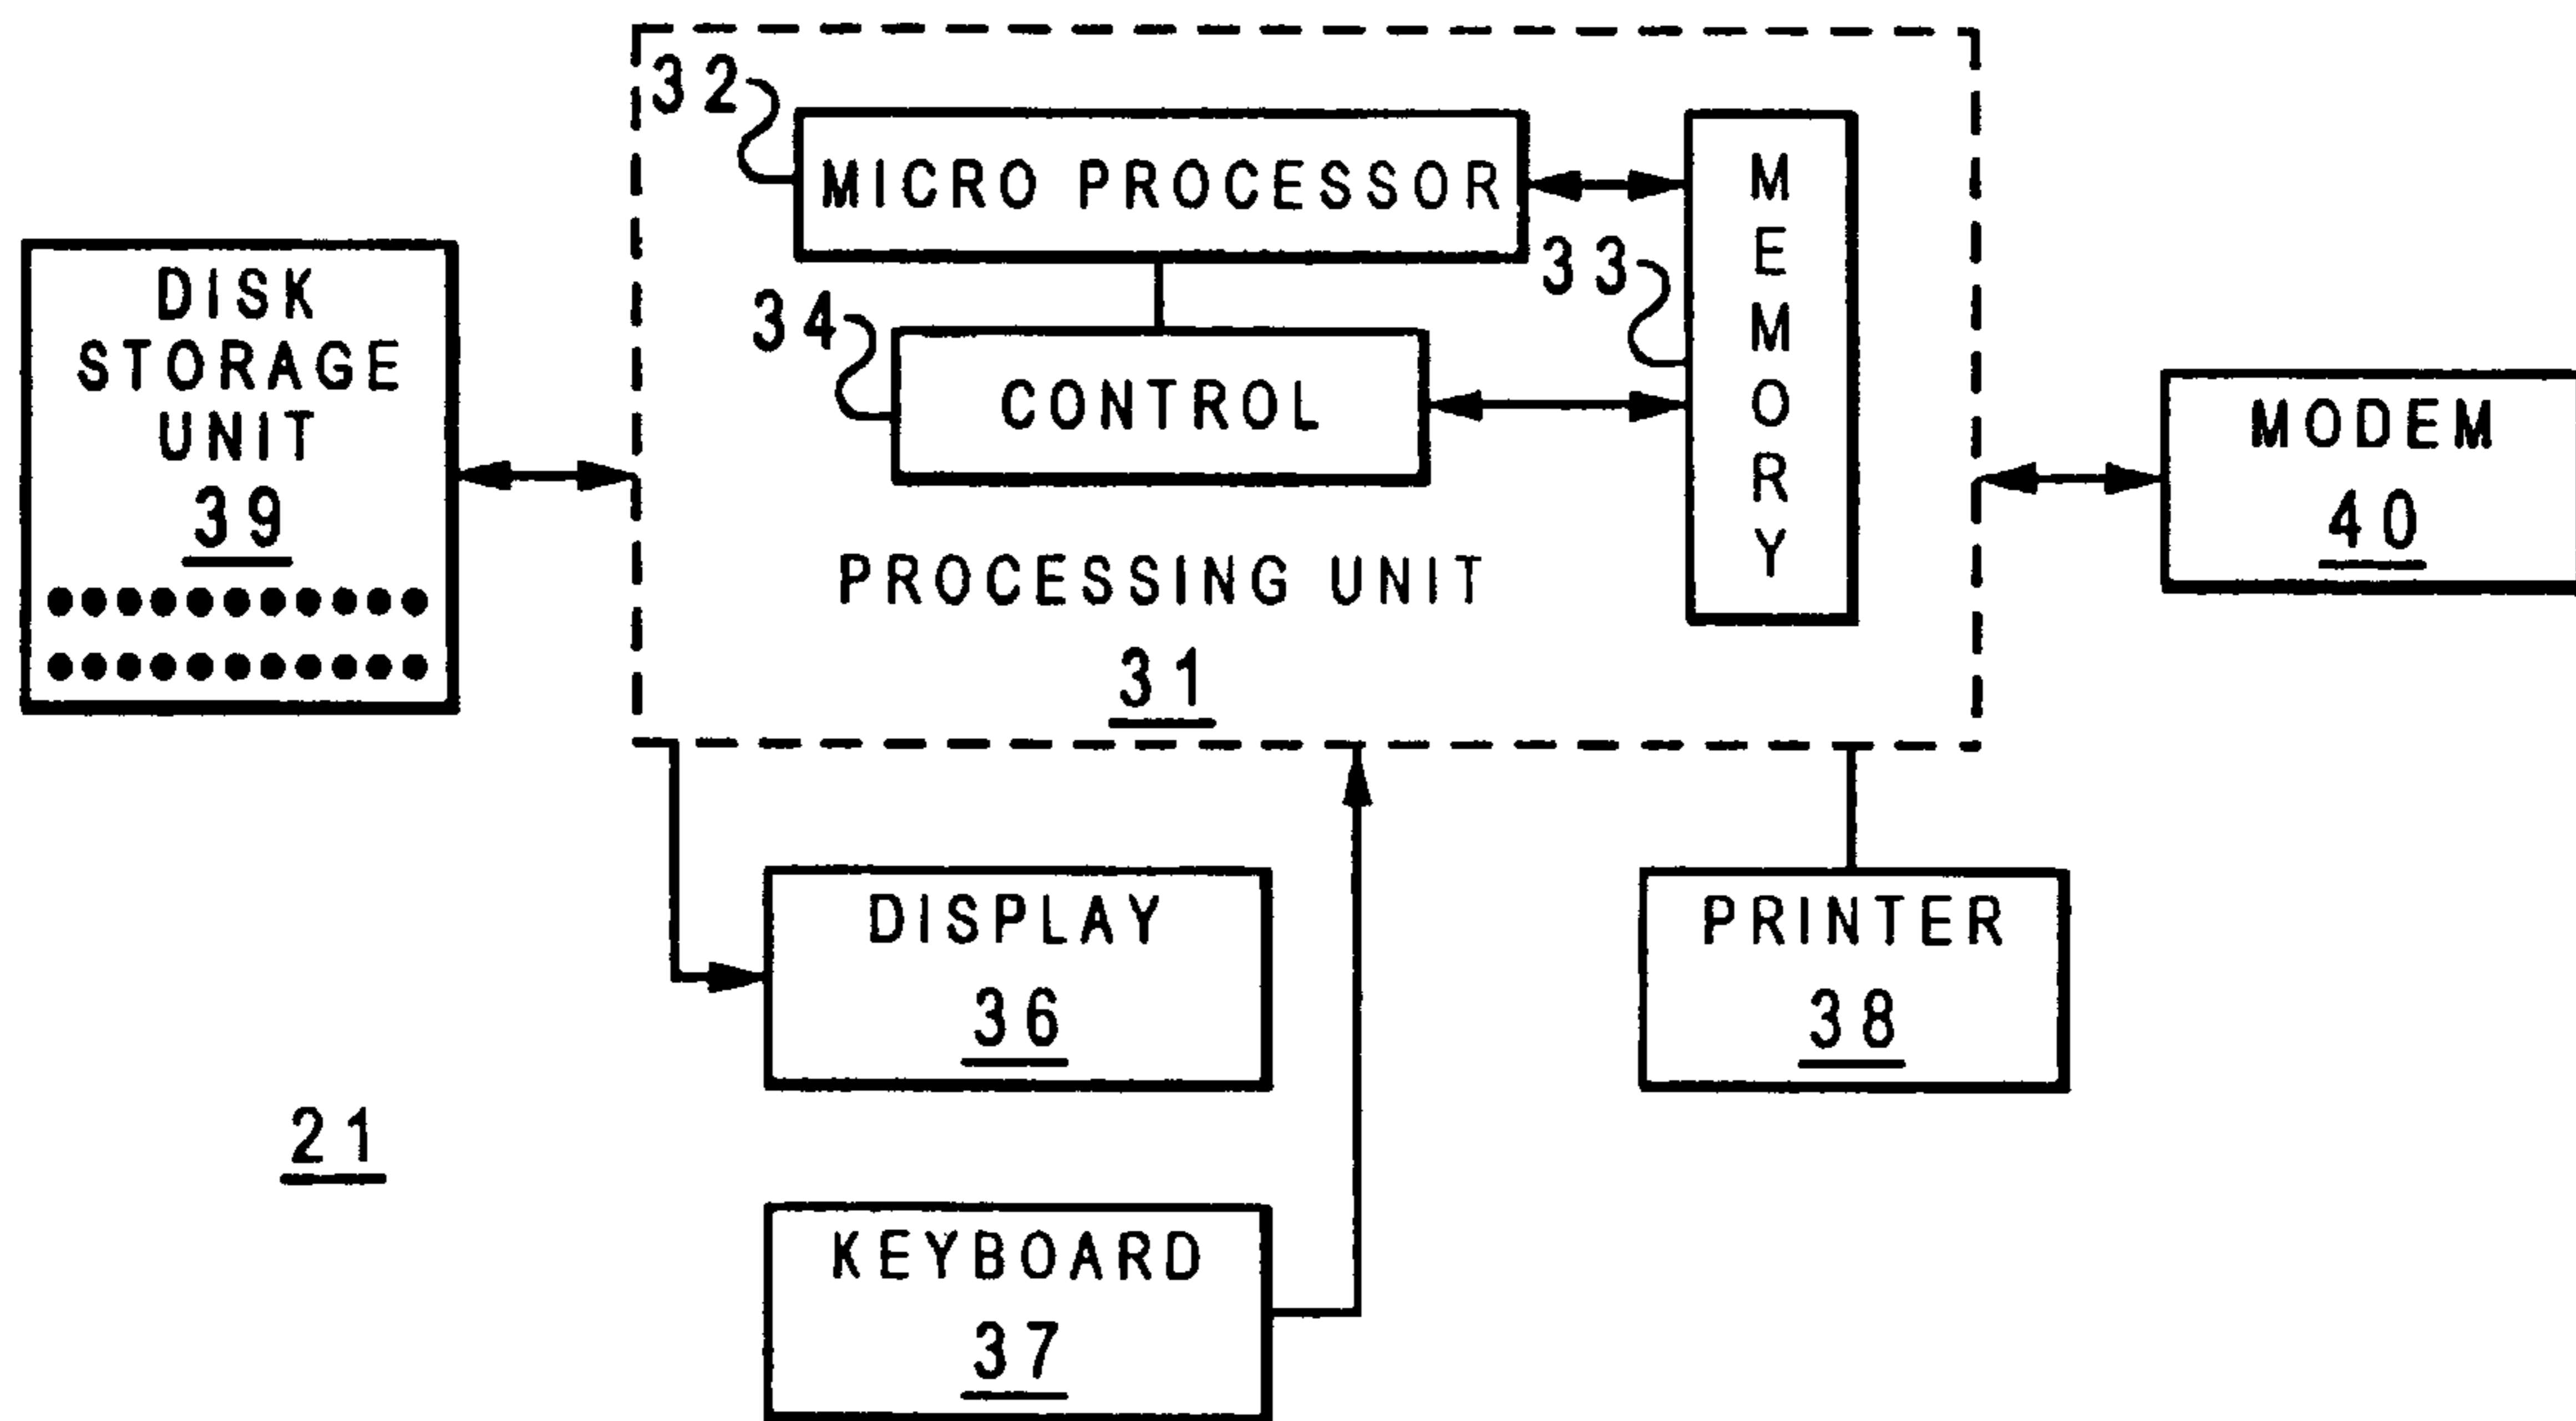 32
MICRO PROCESSOR
MEMORY
33
34
CONTROL
PROCESSING UNIT
31
DISK
STORAGE
UNIT
39
MODEM
40
DISPLAY
36
PRINTER
38
21
KEYBOARD
37